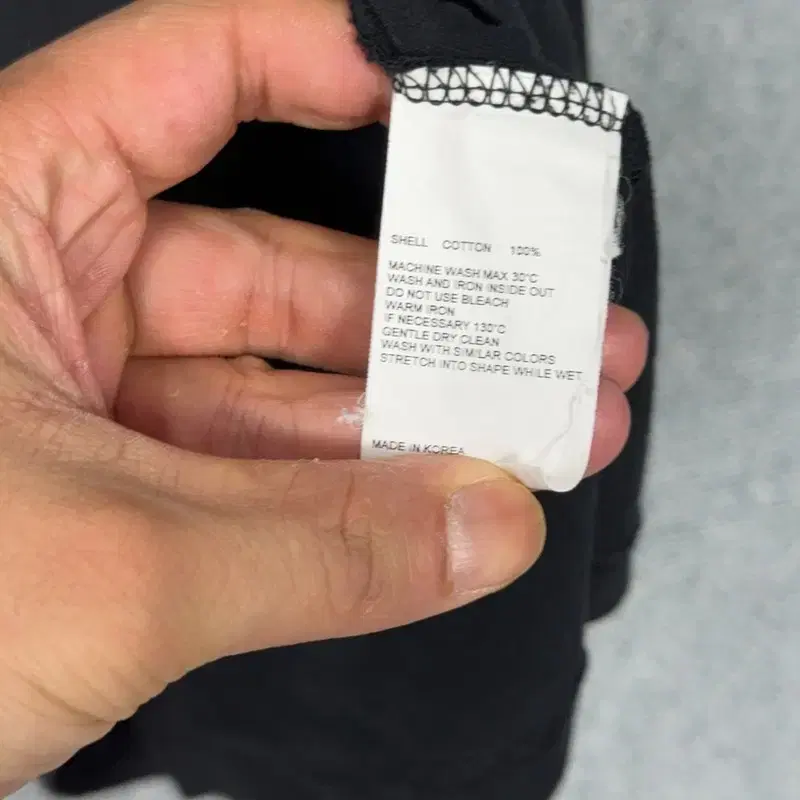 SHELL COTTON 100%
MACHINE WASH MAX 30°C
WASH AND IRON INSIDE OUT
DO NOT USE BLEACH
WARM IRON
IF NECESSARY 130°C
GENTLE DRY CLEAN
WASH WITH SIMILAR COLORS
STRETCH INTO SHAPE WHILE WET
MADE IN KOREA